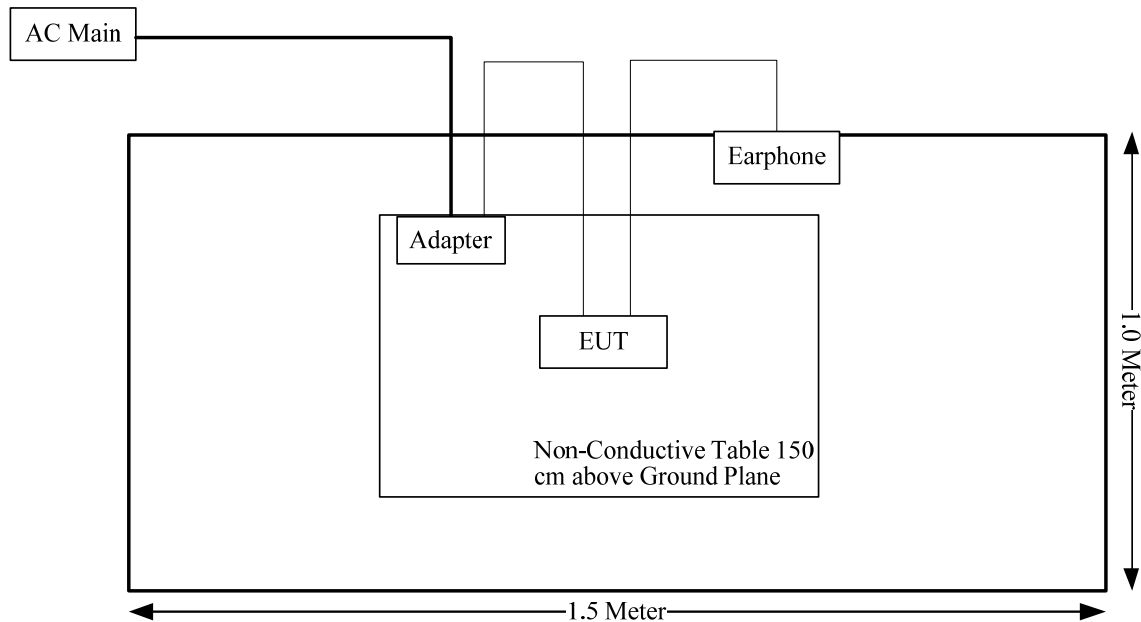 AC Main
Earphone
Adapter
EUT
1.0 Meter
Non-Conductive Table 150
cm above Ground Plane
1.5 Meter